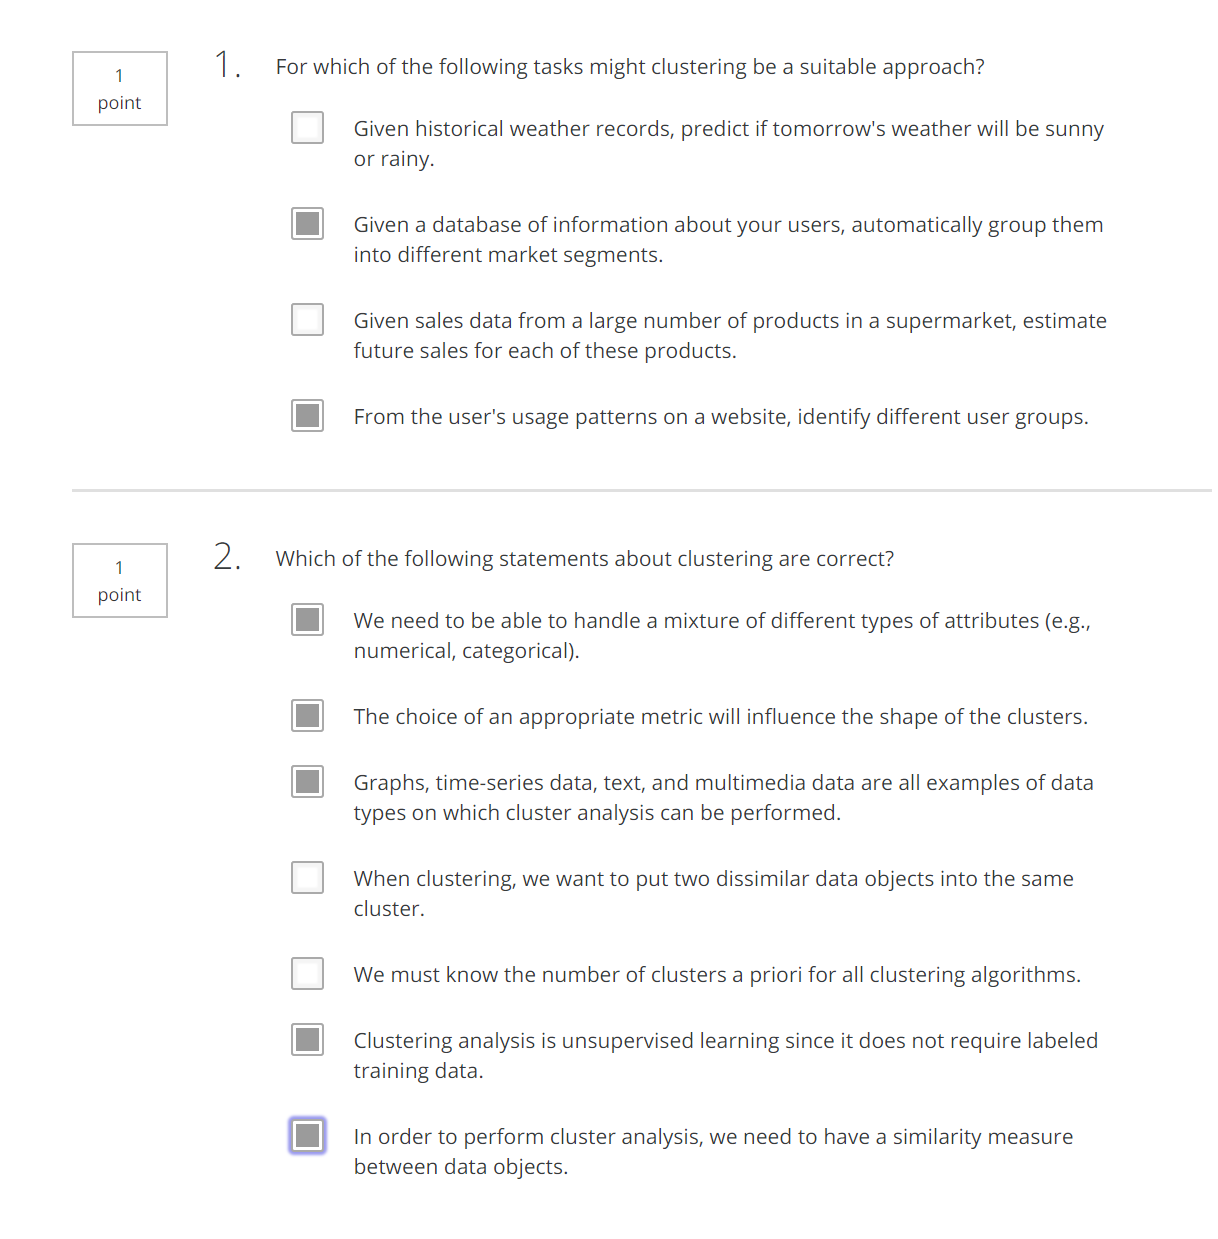 1
point
1.
For which of the following tasks might clustering be a suitable approach?
Given historical weather records, predict if tomorrow's weather will be sunny
or rainy.
Given a database of information about your users, automatically group them
into different market segments.
Given sales data from a large number of products in a supermarket, estimate
future sales for each of these products.
From the user's usage patterns on a website, identify different user groups.
1
point
2.
Which of the following statements about clustering are correct?
We need to be able to handle a mixture of different types of attributes (e.g.,
numerical, categorical).
The choice of an appropriate metric will influence the shape of the clusters.
Graphs, time-series data, text, and multimedia data are all examples of data
types on which cluster analysis can be performed.
When clustering, we want to put two dissimilar data objects into the same
cluster.
We must know the number of clusters a priori for all clustering algorithms.
Clustering analysis is unsupervised learning since it does not require labeled
training data.
In order to perform cluster analysis, we need to have a similarity measure
between data objects.